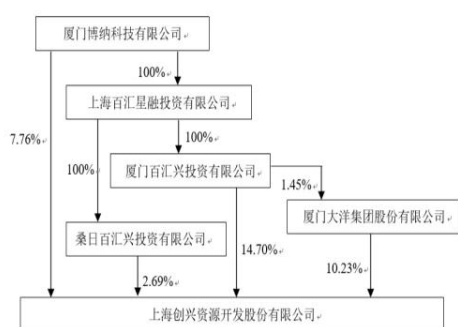 厦门博纳科技有限公司
100%
上海百汇星融投资有限公司
7.76%
100%
100%
厦门百汇兴投资有限公司
1.45%
厦门大洋集团股份有限公司
桑日百汇兴投资有限公司
14.70%
2.69%
10.23%
上海创兴资源开发股份有限公司